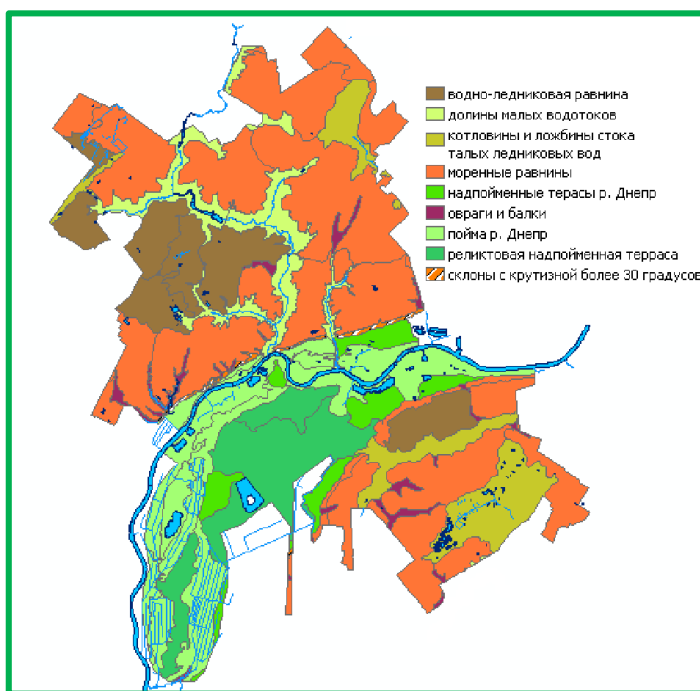 водно-ледниковая равнина
долины малых водотоков
котловины и ложбины стока
талых ледниковых вод
моренные равнины
надпойменные терасы р. Днепр
овраги и балки
пойма р. Днепр
реликтовая надпойменная терраса
склоны с крутизной более 30 градусов